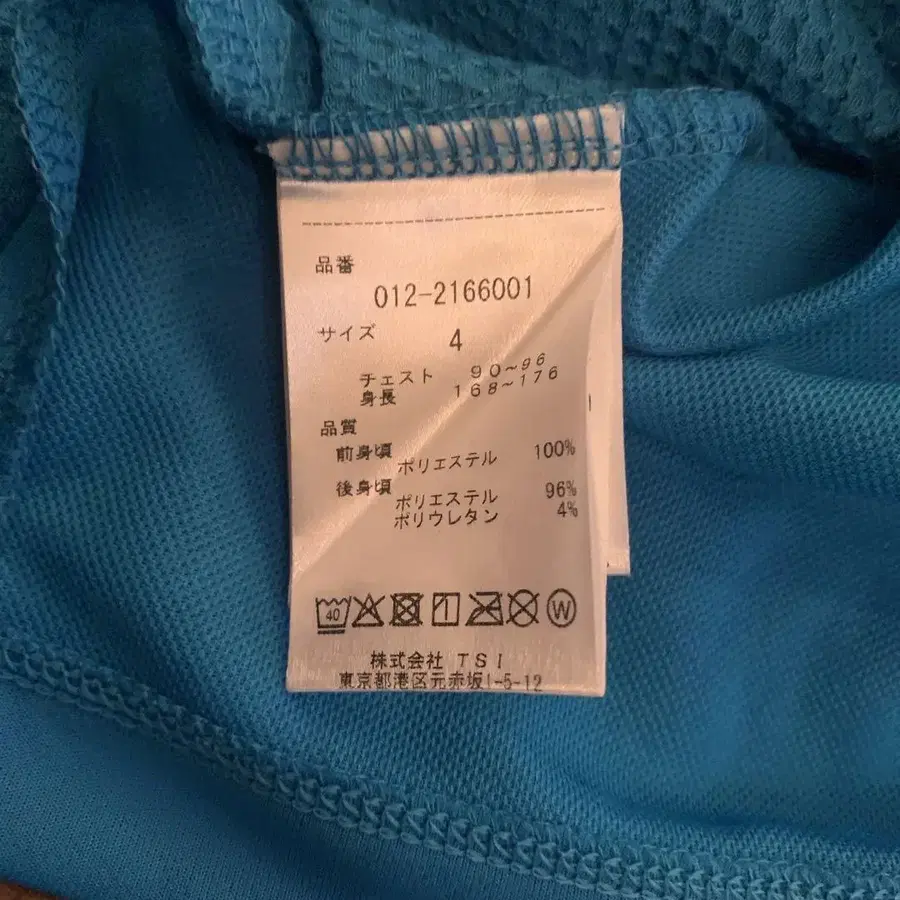 品番
012-2166001
サイズ
4
チェスト 90~96
身長 168~176
品質
前身頃
ポリエステル 100%
後身頃
ポリエステル 96%
ポリウレタン 4%
40
W
株式会社 TSI
東京都港区元赤坂1-5-12